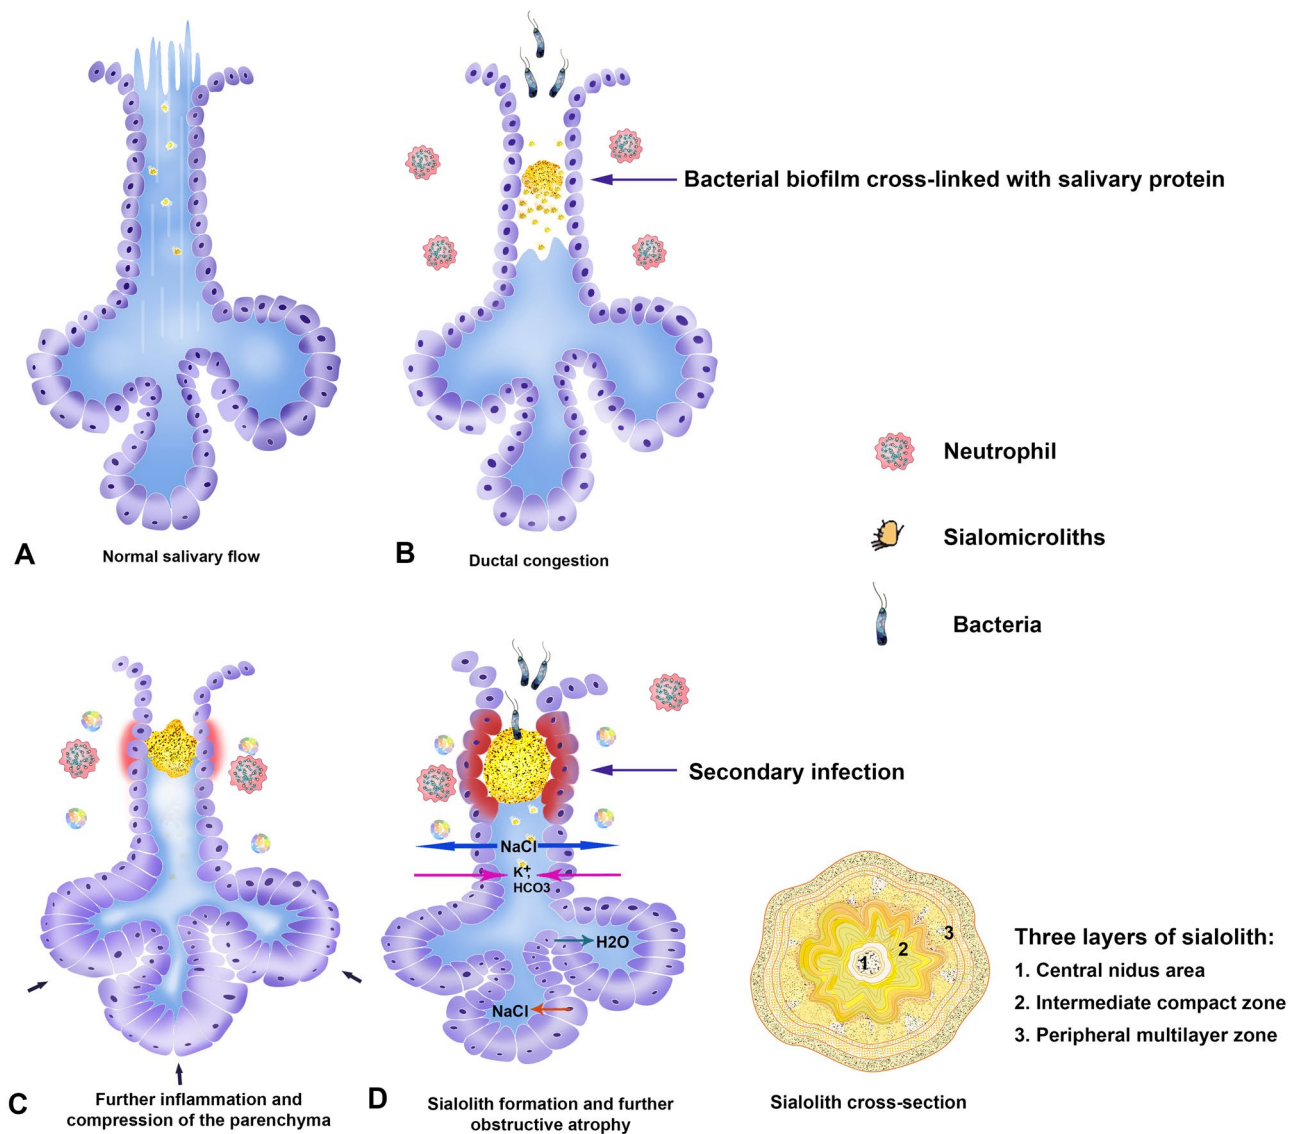 Bacterial biofilm cross-linked with salivary protein
Neutrophil
Sialomicroliths
Bacteria
A
Normal salivary flow
B
Ductal congestion
Secondary infection
NaCl
K+,
HCO3
H2O
NaCl
1
2
3
Three layers of sialolith:
1. Central nidus area
2. Intermediate compact zone
3. Peripheral multilayer zone
C
Further inflammation and
compression of the parenchyma
D
Sialolith formation and further
obstructive atrophy
Sialolith cross-section